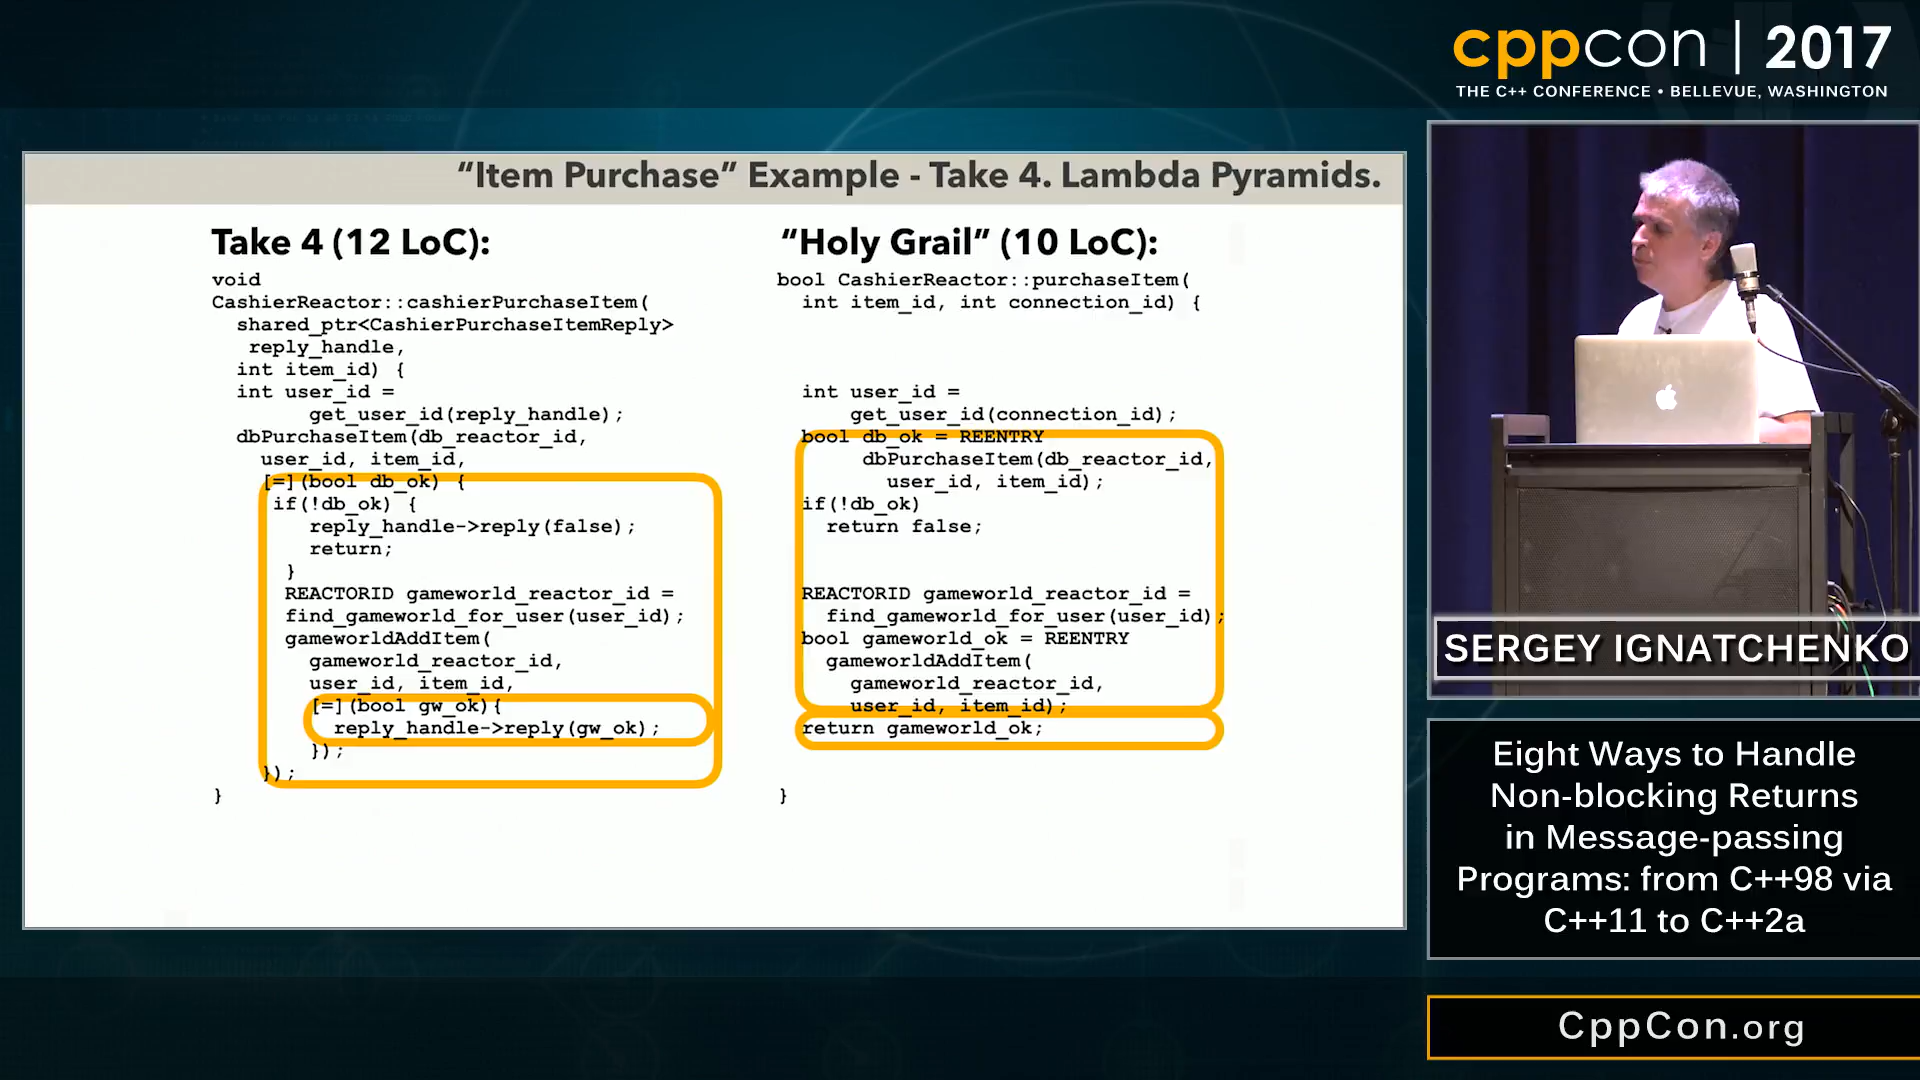 cppcon | 2017
THE C++ CONFERENCE • BELLEVUE, WASHINGTON
“Item Purchase” Example - Take 4. Lambda Pyramids.
Take 4 (12 LoC):
void
CashierReactor::cashierPurchaseItem(
shared_ptr<CashierPurchaseItemReply>
reply_handle,
int item_id) {
int user_id =
get_user_id(reply_handle);
dbPurchaseItem(db_reactor_id,
user_id, item_id,
[=](bool db_ok) {
if(!db_ok) {
reply_handle->reply(false);
return;
}
REACTORID gameworld_reactor_id =
find_gameworld_for_user(user_id);
gameworldAddItem(
gameworld_reactor_id,
user_id, item_id,
[=](bool gw_ok){
reply_handle->reply(gw_ok);
});
});
}
“Holy Grail” (10 LoC):
bool CashierReactor::purchaseItem(
int item_id, int connection_id) {
int user_id =
get_user_id(connection_id);
bool db_ok = REENTRY
dbPurchaseItem(db_reactor_id,
user_id, item_id);
if(!db_ok)
return false;
REACTORID gameworld_reactor_id =
find_gameworld_for_user(user_id);
bool gameworld_ok = REENTRY
gameworldAddItem(
gameworld_reactor_id,
user_id, item_id);
return gameworld_ok;
}
SERGEY IGNATCHENKO
Eight Ways to Handle
Non-blocking Returns
in Message-passing
Programs: from C++98 via
C++11 to C++2a
CppCon.org